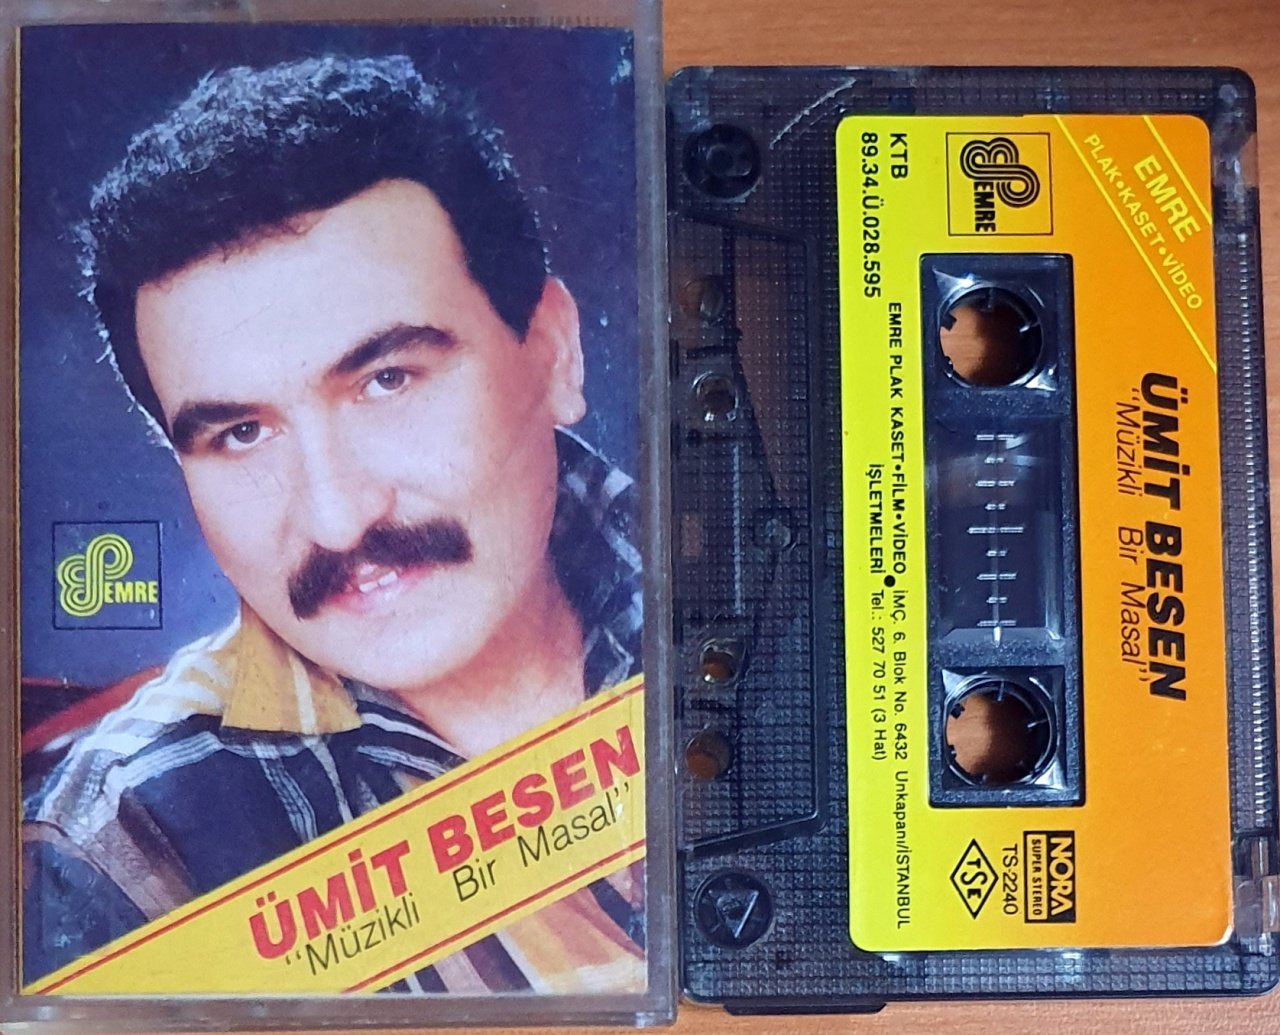 EMRE
ÜMİT BESEN
“Müzikli Bir Masal”
EMRE
PLAK•KASET•VİDEO
EMRE
ÜMİT BESEN
“Müzikli Bir Masal”
KTB
89.34.Ü.028.595
EMRE PLAK KASET•FİLM•VİDEO • İMÇ. 6. Blok No. 6432 Unkapanı/İSTANBUL
İŞLETMELERİ Tel.: 527 70 51 (3 Hat)
NORA
SUPER STEREO
TS-2240
TSE